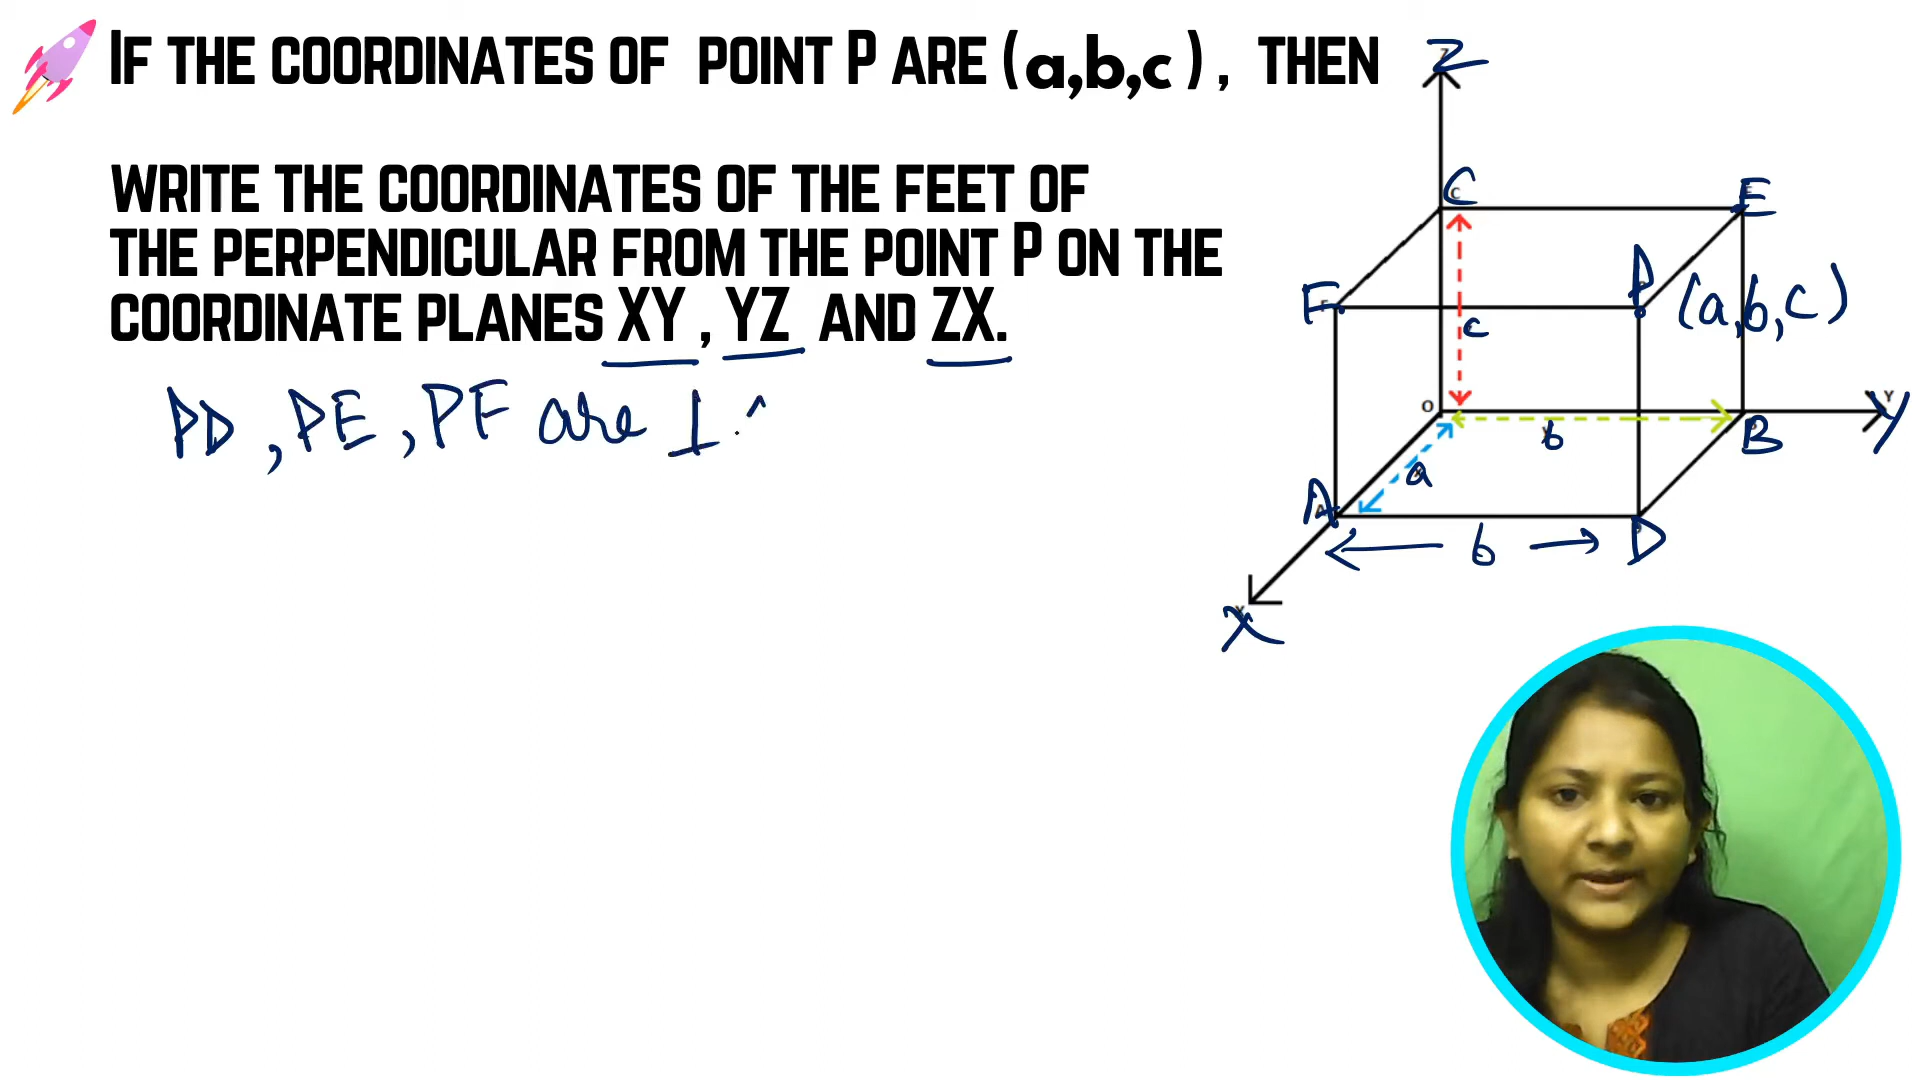 IF THE COORDINATES OF POINT P ARE (a,b,c), THEN
WRITE THE COORDINATES OF THE FEET OF
THE PERPENDICULAR FROM THE POINT P ON THE
COORDINATE PLANES XY, YZ AND ZX.
PD, PE, PF are ⊥
Z
C
E
F
P (a,b,c)
c
O
Y
b
B
a
A
b
D
X